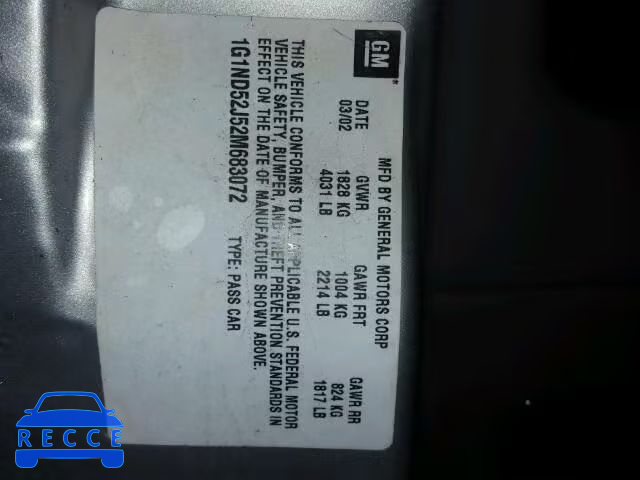 GM
MFD BY GENERAL MOTORS CORP
DATE GVWR GAWR FRT GAWR RR
03/02 1828 KG 1004 KG 824 KG
4031 LB 2214 LB 1817 LB
THIS VEHICLE CONFORMS TO ALL APPLICABLE U.S. FEDERAL MOTOR
VEHICLE SAFETY, BUMPER, AND THEFT PREVENTION STANDARDS IN
EFFECT ON THE DATE OF MANUFACTURE SHOWN ABOVE.
1G1ND52J52M683072 TYPE: PASS CAR
RECCE